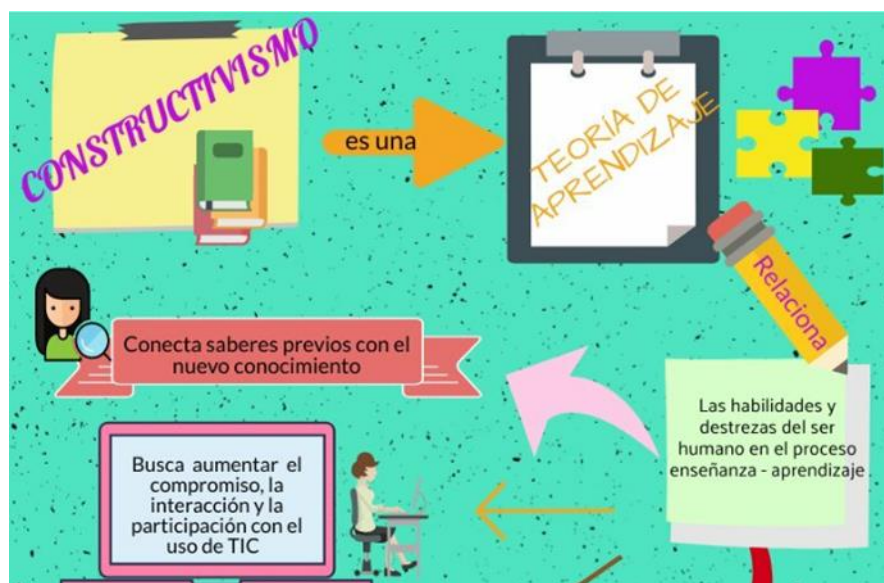 CONSTRUCTIVISMO
es una
TEORÍA DE
APRENDIZAJE
Relaciona
Las habilidades y
destrezas del ser
humano en el proceso
enseñanza - aprendizaje
Conecta saberes previos con el
nuevo conocimiento
Busca aumentar el
compromiso, la
interacción y la
participación con el
uso de TIC